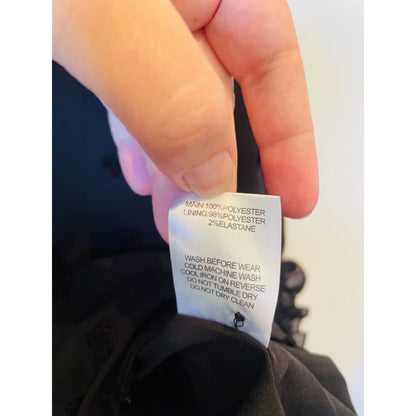 MAIN:100%POLYESTER
LINING:98%POLYESTER
2%ELASTANE
WASH BEFORE WEAR
COLD MACHINE WASH
COOL IRON ON REVERSE
DO NOT TUMBLE DRY
DO NOT DRY CLEAN